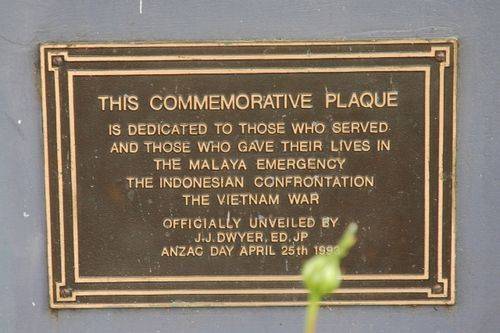 THIS COMMEMORATIVE PLAQUE
IS DEDICATED TO THOSE WHO SERVED
AND THOSE WHO GAVE THEIR LIVES IN
THE MALAYA EMERGENCY
THE INDONESIAN CONFRONTATION
THE VIETNAM WAR
OFFICIALLY UNVEILED BY
J.J. DWYER, ED, JP
ANZAC DAY APRIL 25th